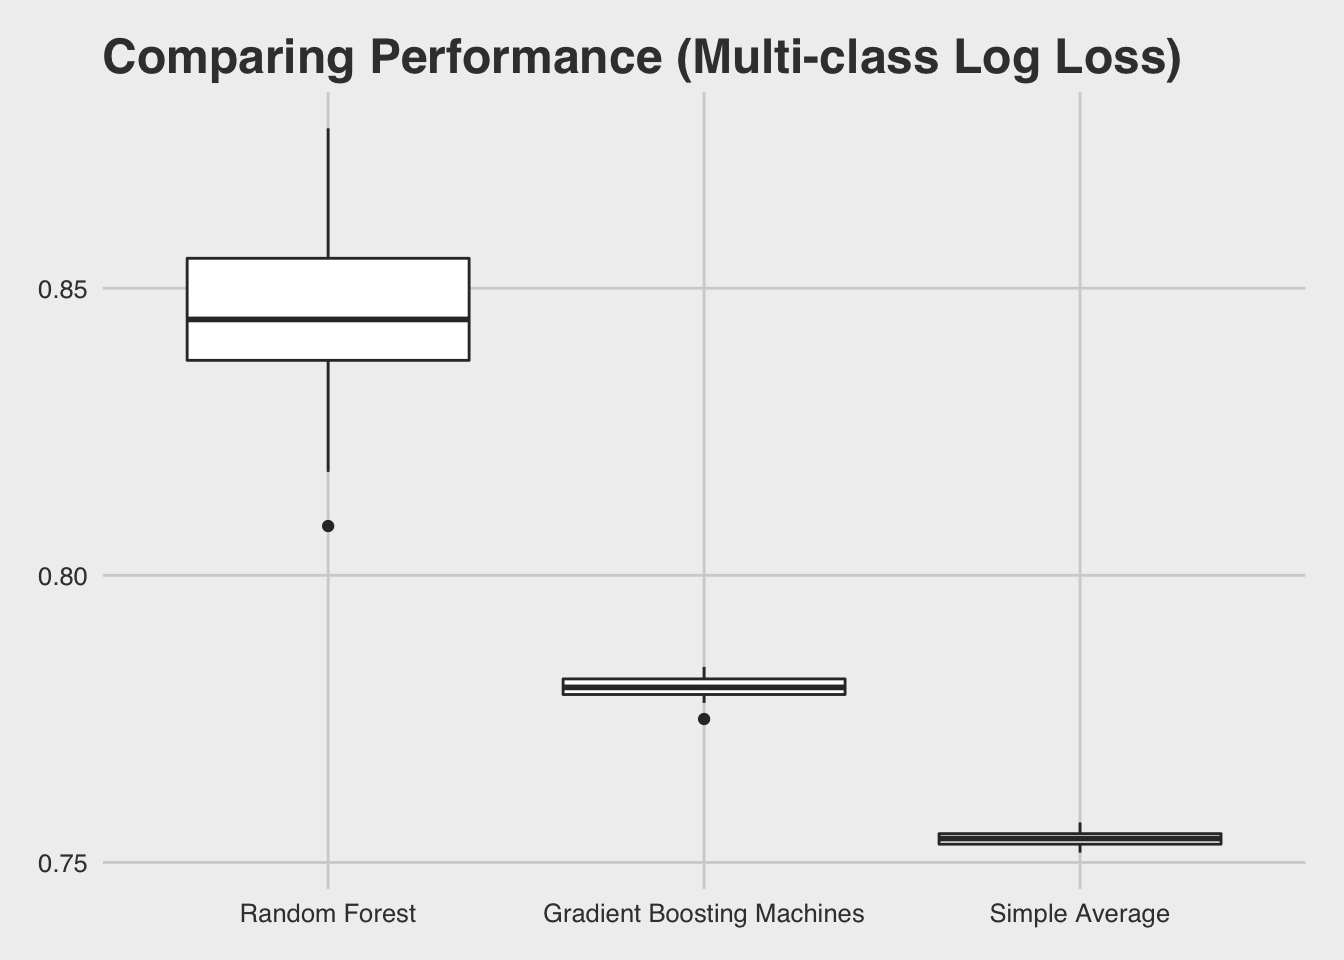 Comparing Performance (Multi-class Log Loss)
0.85
0.80
0.75
Random Forest
Gradient Boosting Machines
Simple Average